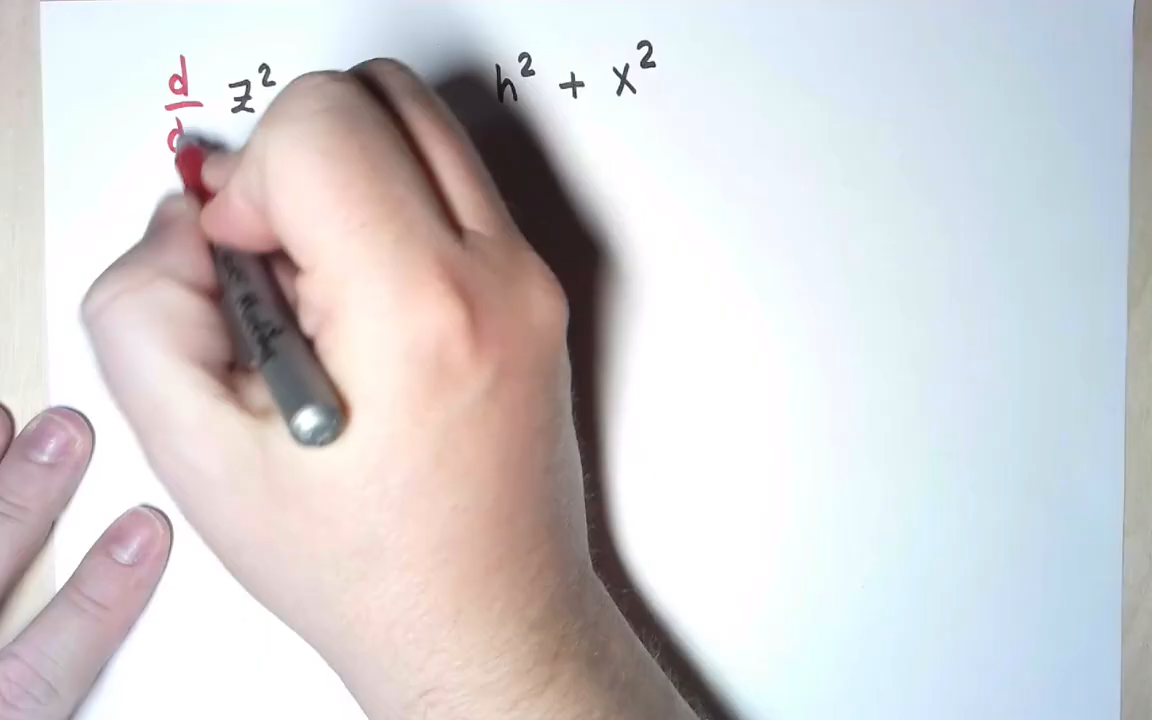 d/d z² h² + x²